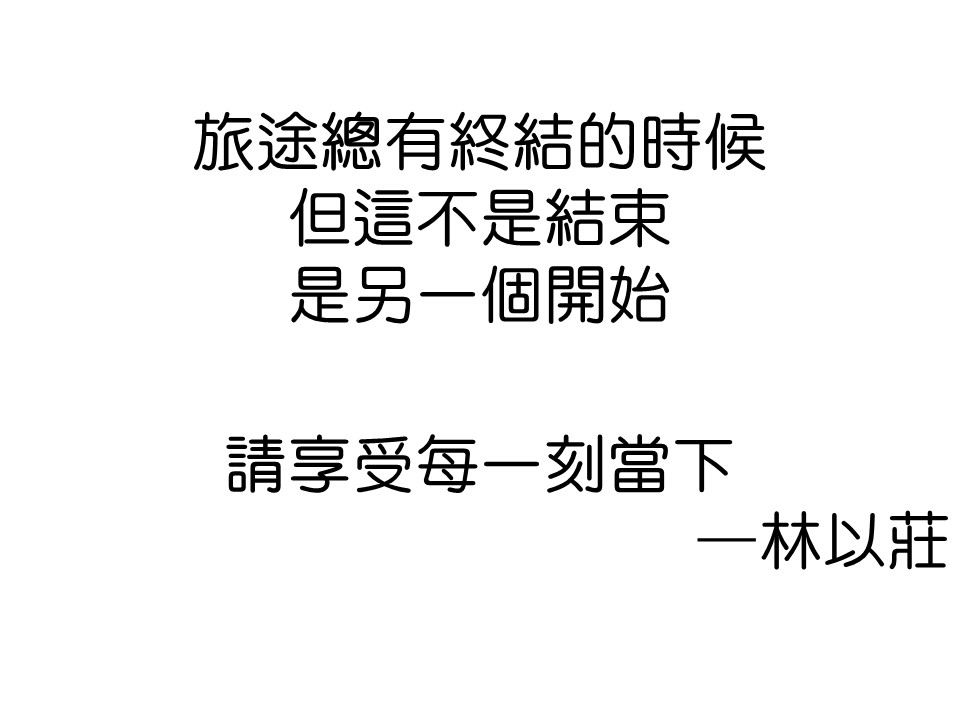 旅途總有終結的時候
但這不是結束
是另一個開始
請享受每一刻當下
—林以莊